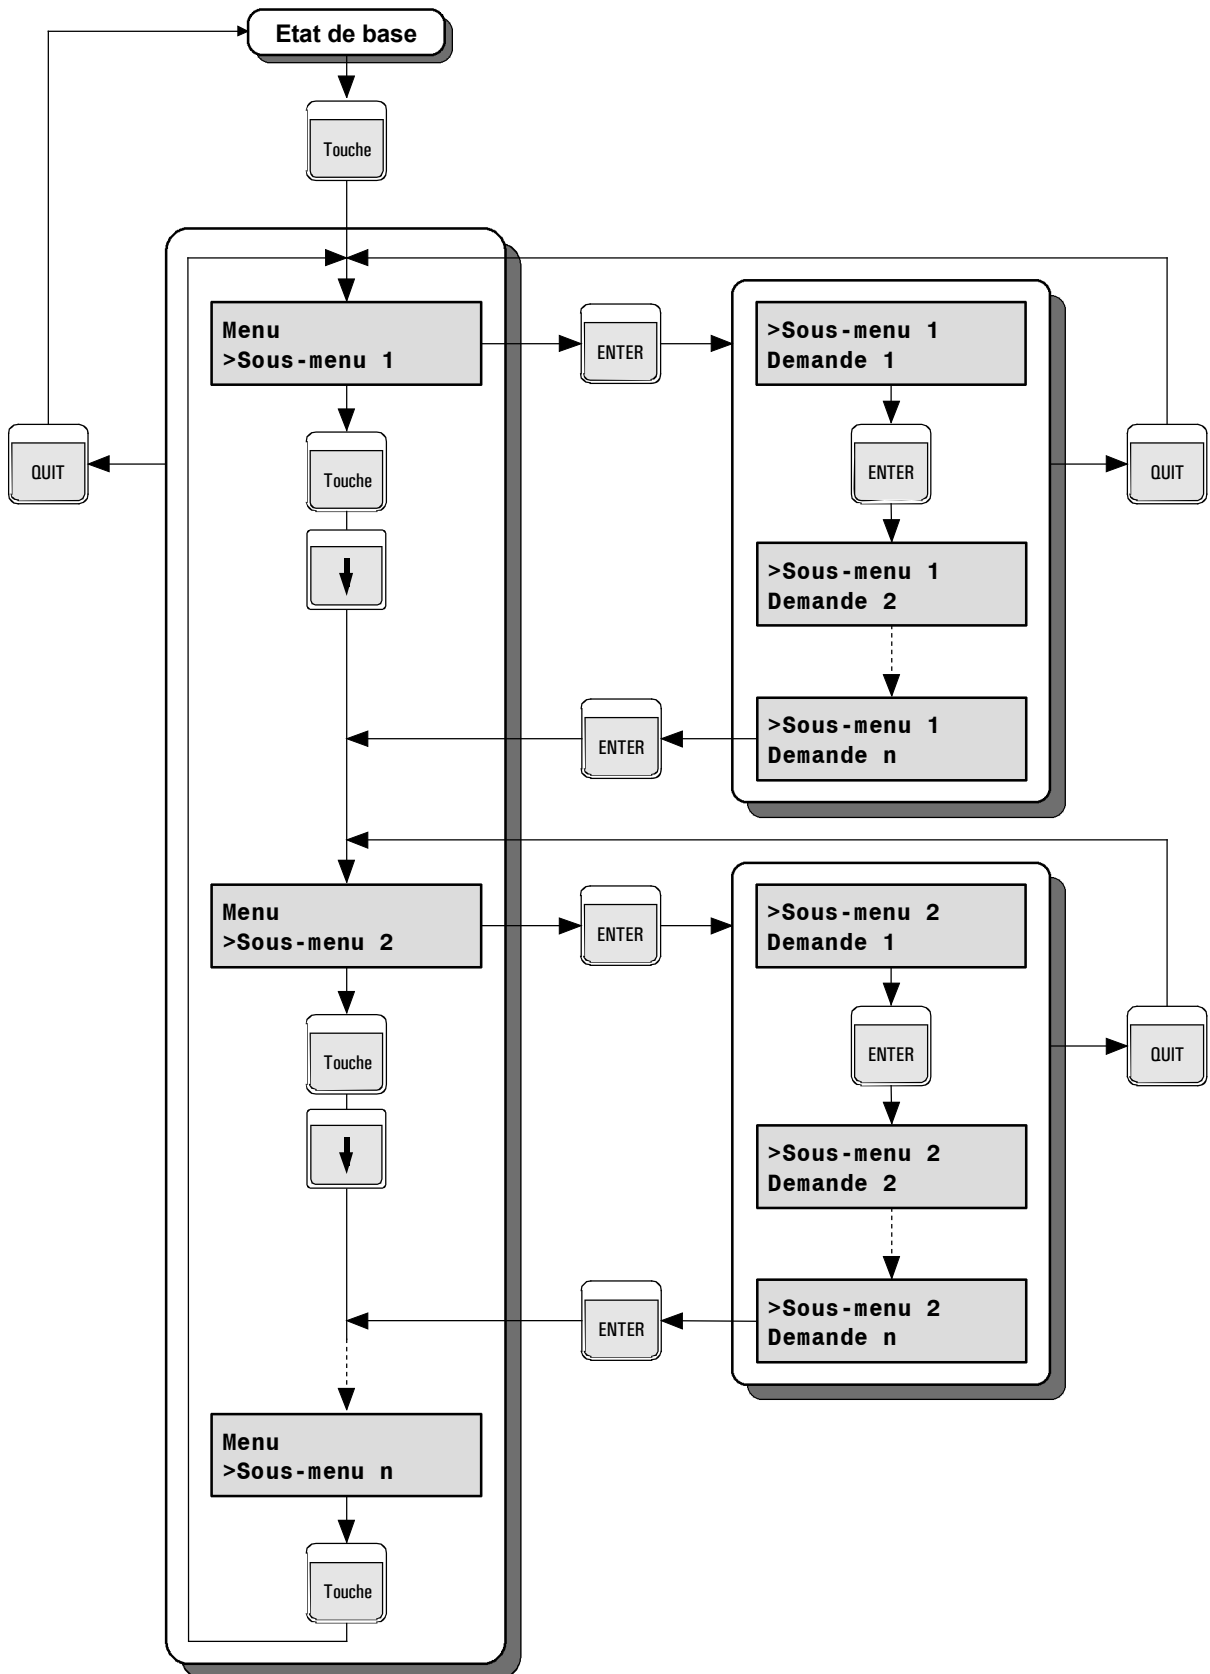 Etat de base
Touche
Menu
>Sous-menu 1
ENTER
>Sous-menu 1
Demande 1
QUIT
Touche
ENTER
QUIT
>Sous-menu 1
Demande 2
ENTER
>Sous-menu 1
Demande n
Menu
>Sous-menu 2
ENTER
>Sous-menu 2
Demande 1
Touche
ENTER
QUIT
>Sous-menu 2
Demande 2
ENTER
>Sous-menu 2
Demande n
Menu
>Sous-menu n
Touche